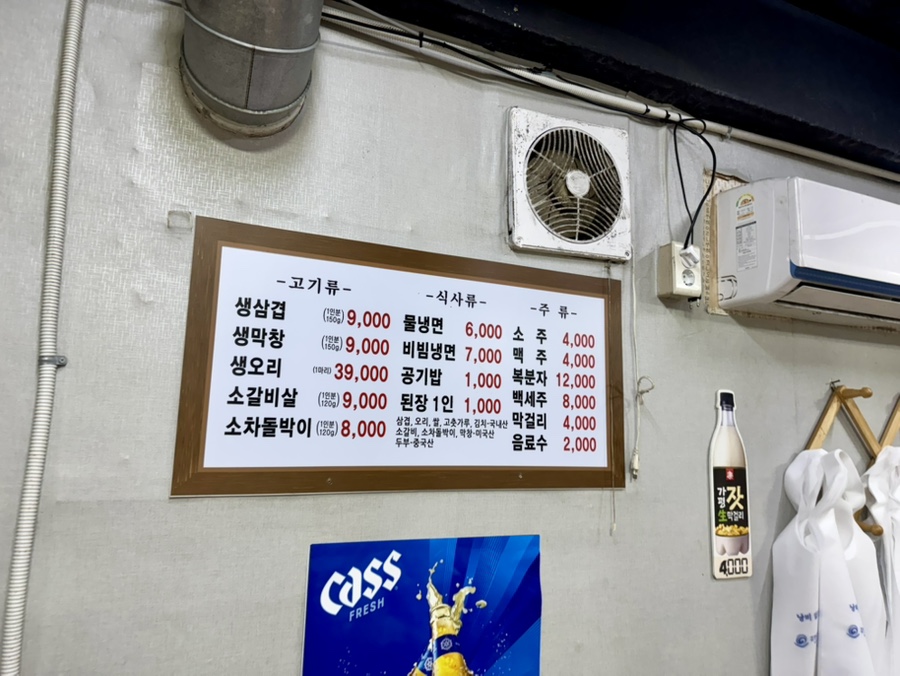 -고기류-
생삼겹 (1인분 150g) 9,000
생막창 (1인분 150g) 9,000
생오리 (1마리) 39,000
소갈비살 (1인분 120g) 9,000
소차돌박이 (1인분 120g) 8,000
-식사류-
물냉면 6,000
비빔냉면 7,000
공기밥 1,000
된장 1인 1,000
삼겹, 오리, 쌀, 고춧가루, 김치-국내산
소갈비, 소차돌박이, 막창-미국산
두부-중국산
-주 류-
소 주 4,000
맥 주 4,000
복분자 12,000
백세주 8,000
막걸리 4,000
음료수 2,000
cass
FRESH
가평 잣
生막걸리
4,000